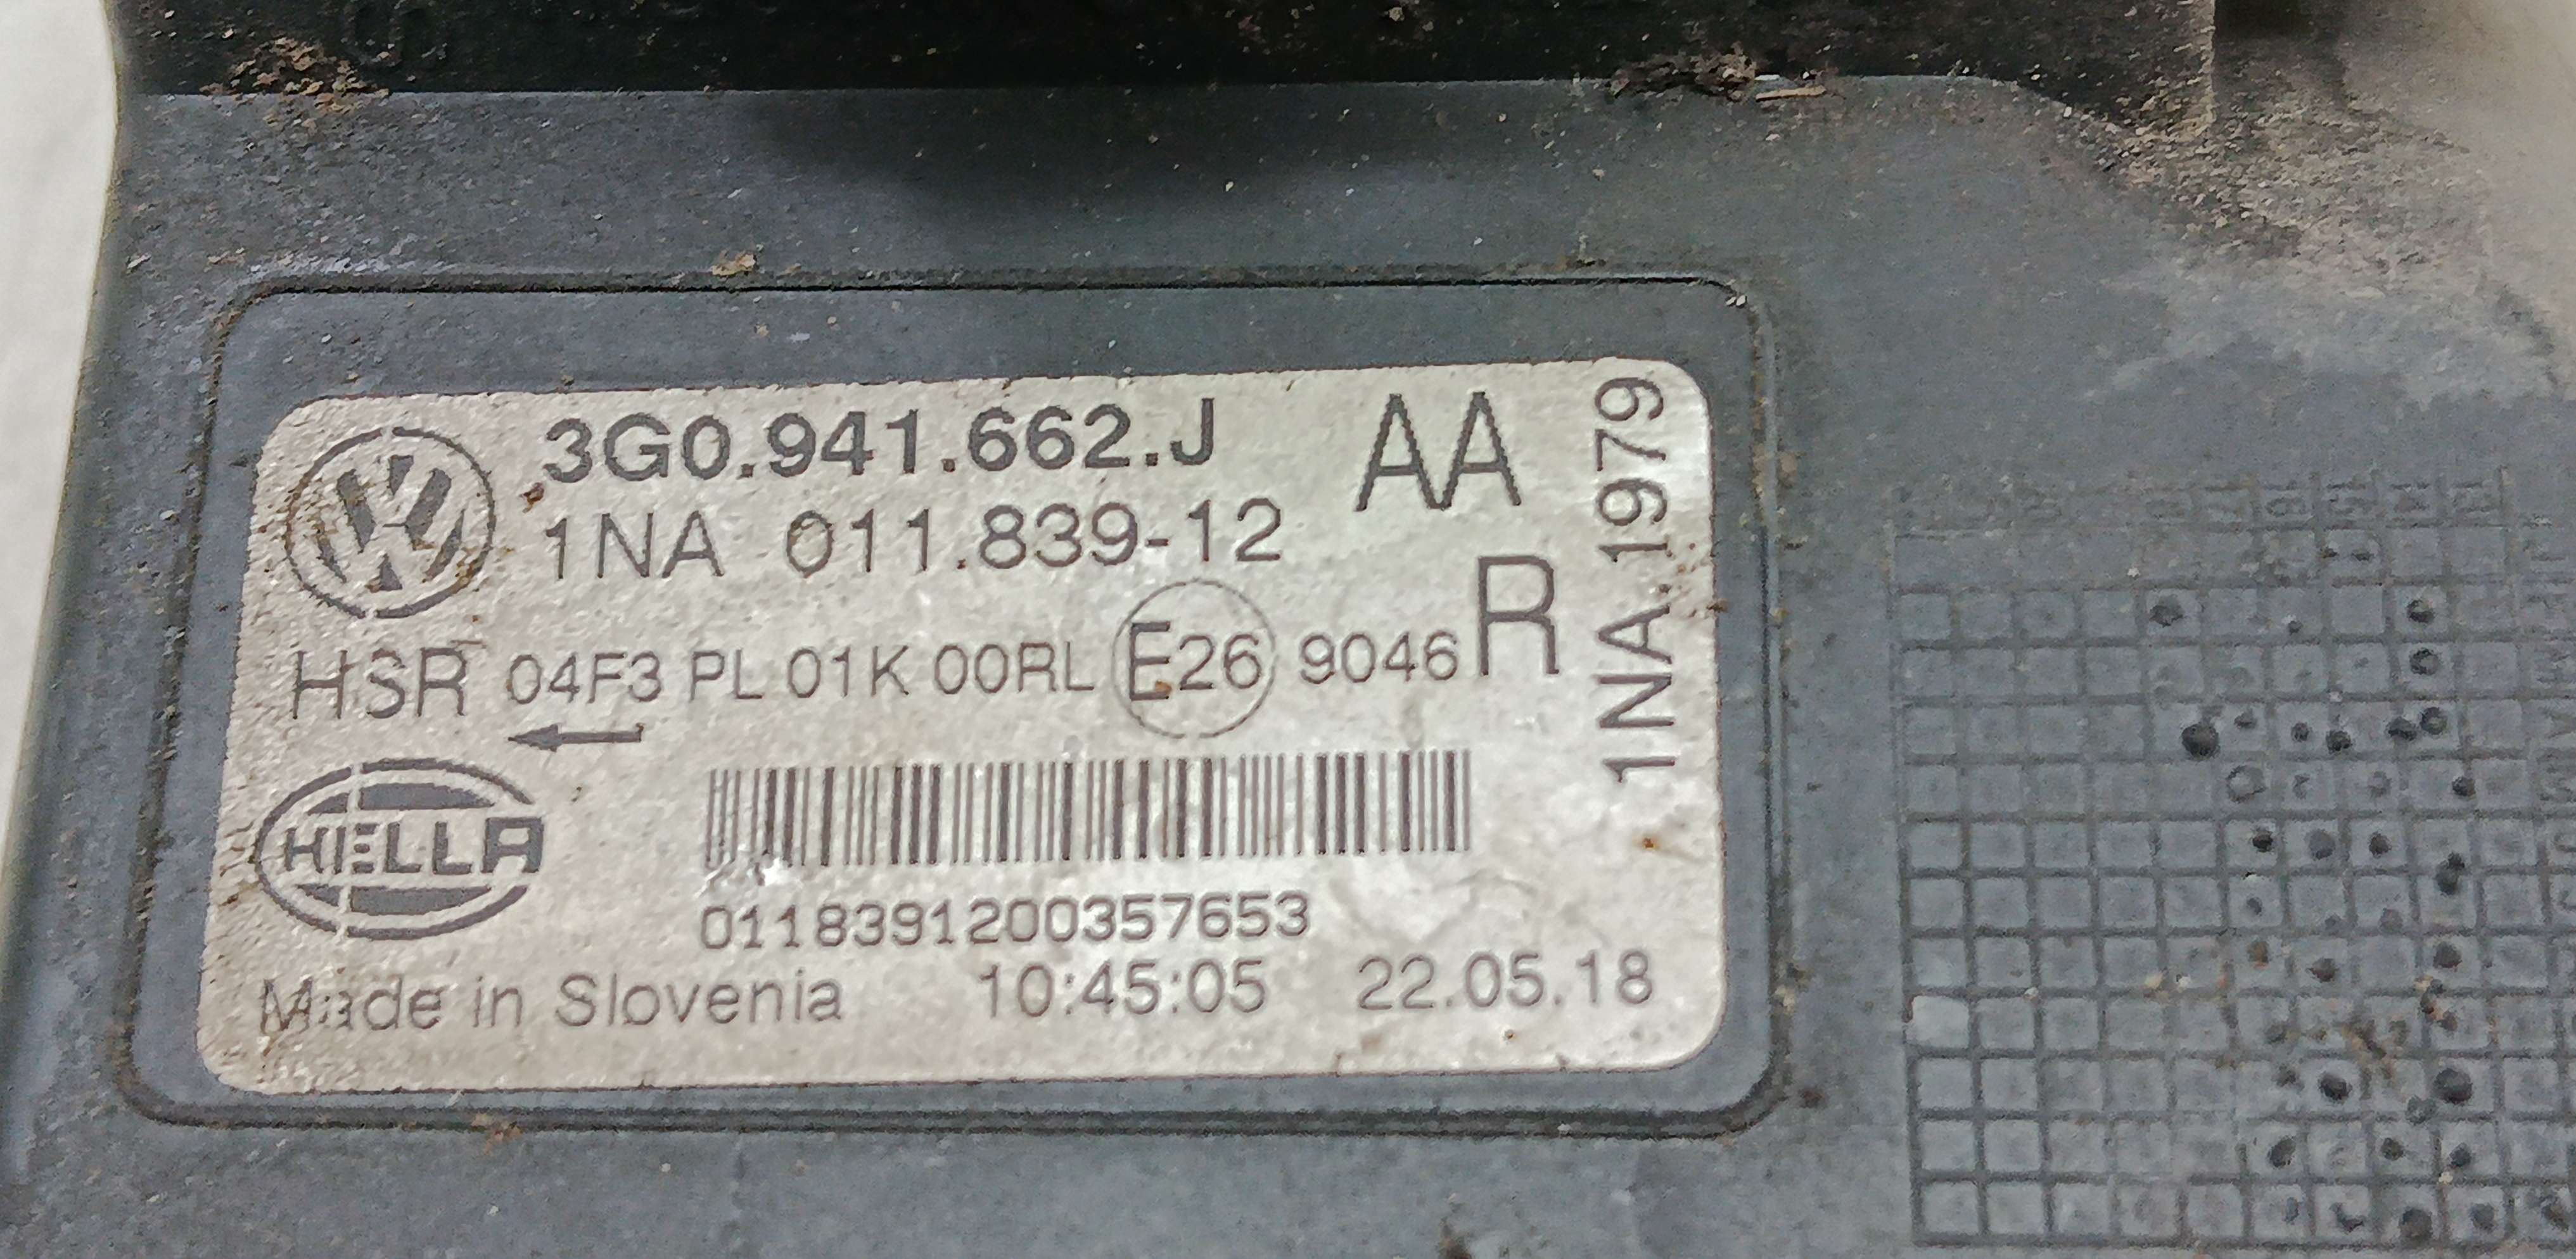 3G0.941.662.J
AA
1NA 011.839-12
HSR 04F3 PL 01K 00RL E26 9046
R
1NA.1979
HELLA
0118391200357653
Made in Slovenia 10:45:05 22.05.18